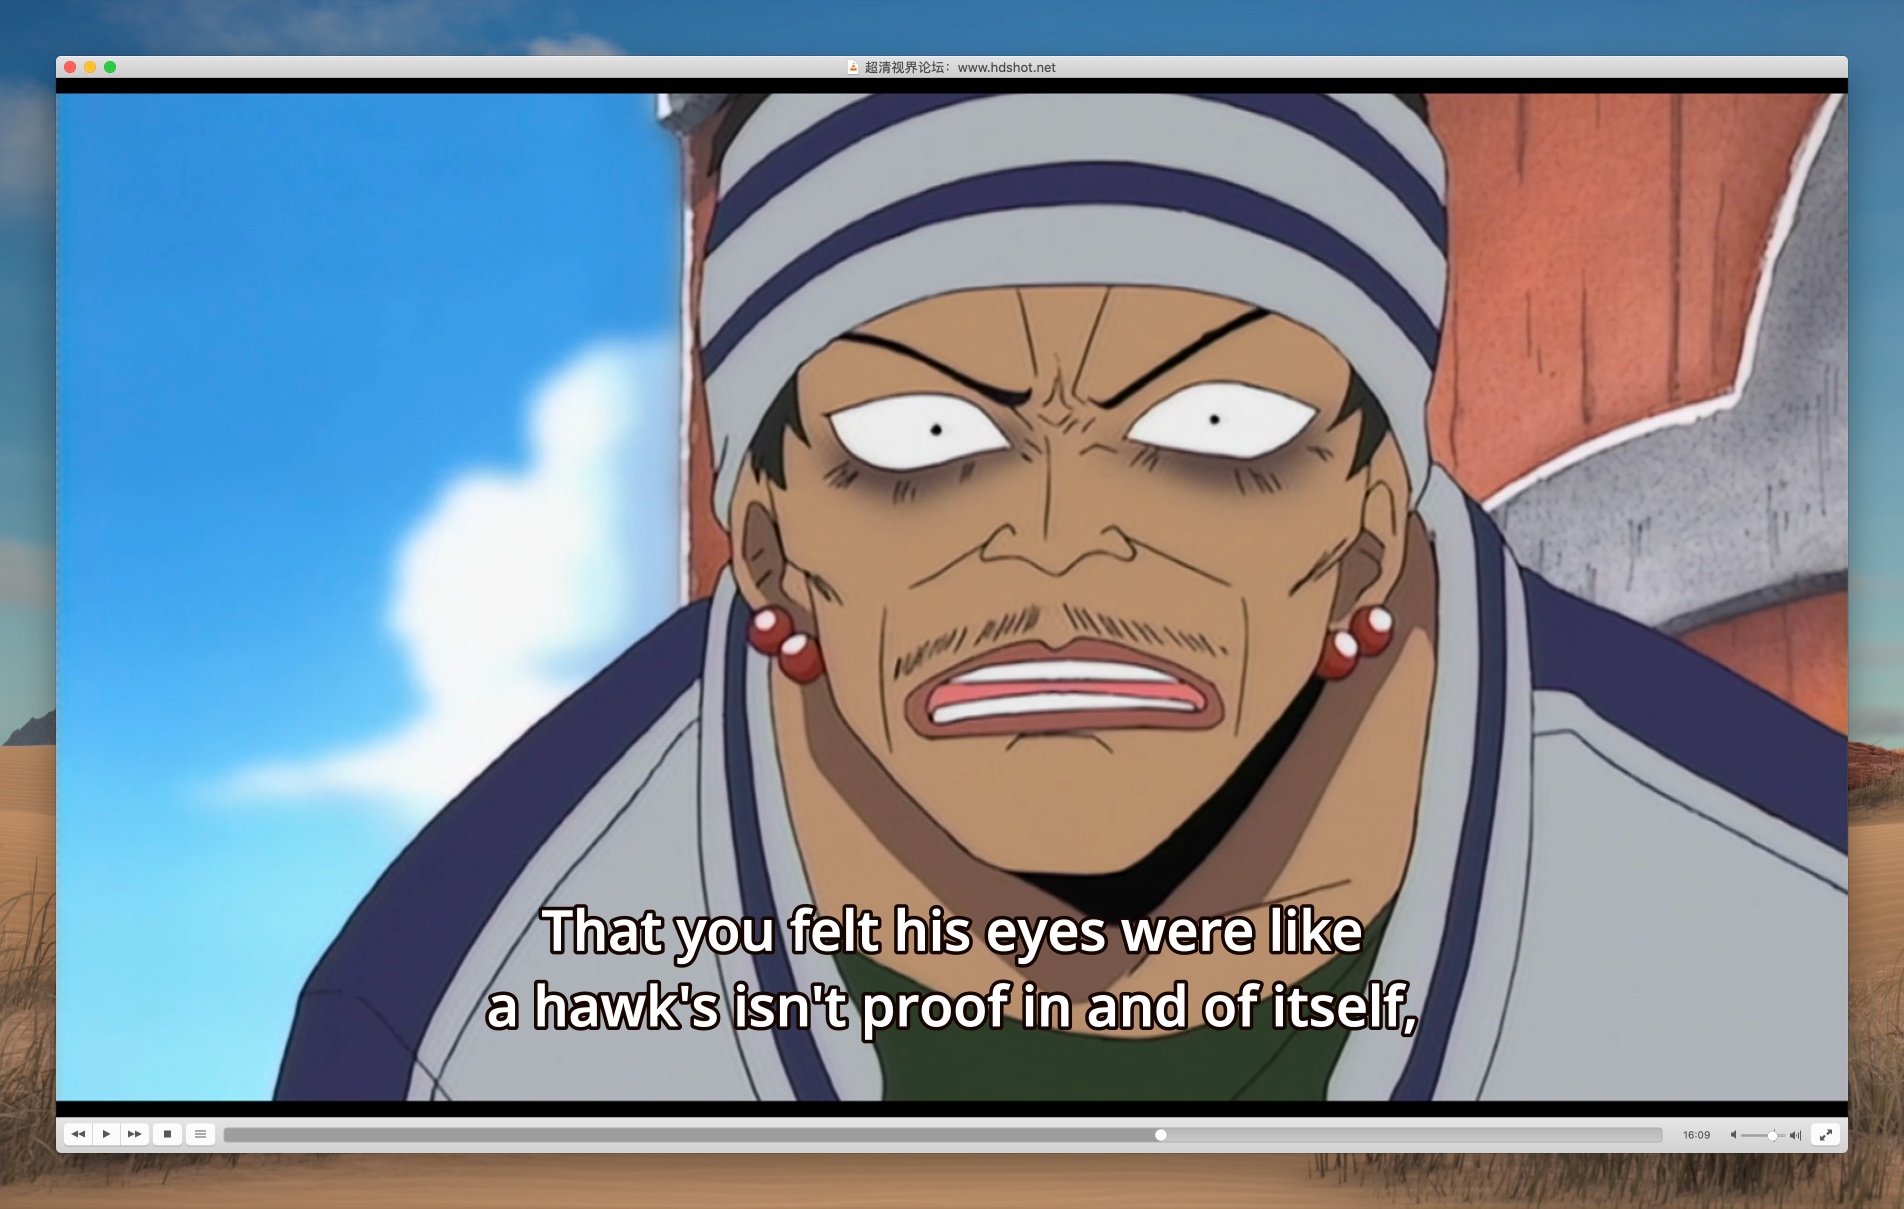 超清视界论坛：www.hdshot.net
That you felt his eyes were like
a hawk's isn't proof in and of itself,
16:09